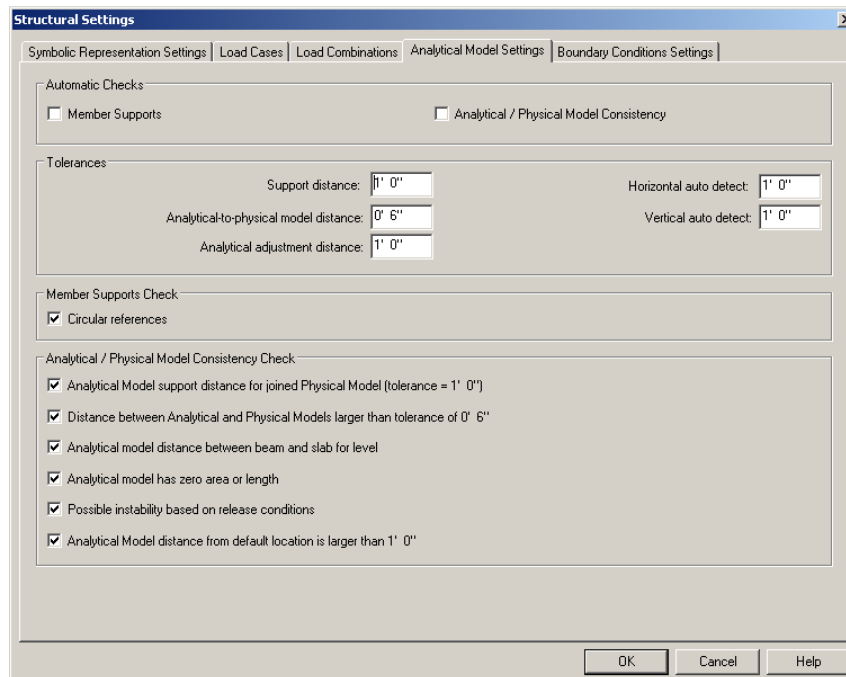 Structural Settings
Symbolic Representation Settings Load Cases Load Combinations Analytical Model Settings Boundary Conditions Settings
Automatic Checks
Member Supports Analytical / Physical Model Consistency
Tolerances
Support distance: 1' 0" Horizontal auto detect: 1' 0"
Analytical-to-physical model distance: 0' 6" Vertical auto detect: 1' 0"
Analytical adjustment distance: 1' 0"
Member Supports Check
Circular references
Analytical / Physical Model Consistency Check
Analytical Model support distance for joined Physical Model (tolerance = 1' 0")
Distance between Analytical and Physical Models larger than tolerance of 0' 6"
Analytical model distance between beam and slab for level
Analytical model has zero area or length
Possible instability based on release conditions
Analytical Model distance from default location is larger than 1' 0"
OK Cancel Help